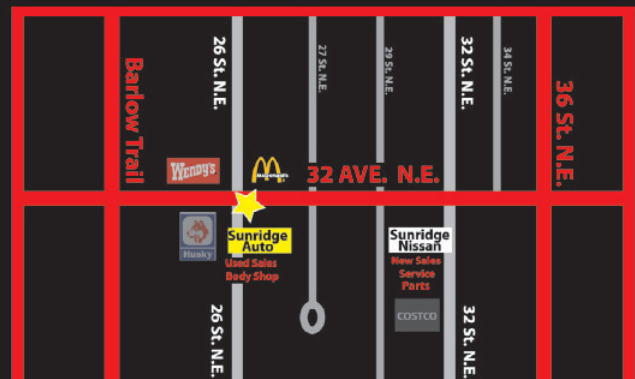 Barlow Trail
26 St. N.E.
27 St. N.E.
29 St. N.E.
32 St. N.E.
34 St. N.E.
36 St. N.E.
WENDY'S
McDonald's
32 AVE. N.E.
Husky
Sunridge
Auto
Used Sales
Body Shop
Sunridge
Nissan
New Sales
Service
Parts
COSTCO
26 St. N.E.
32 St. N.E.